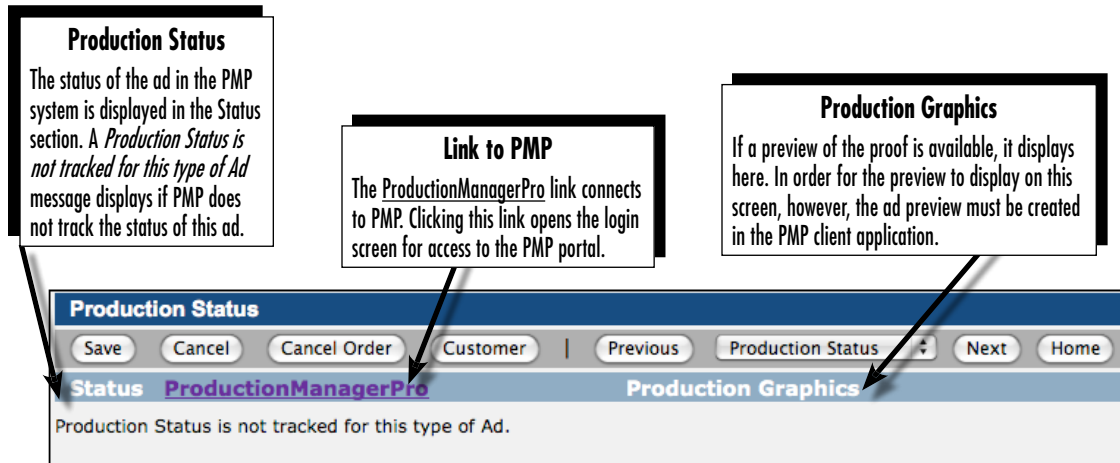 Production Status
The status of the ad in the PMP
system is displayed in the Status
section. A Production Status is
not tracked for this type of Ad
message displays if PMP does
not track the status of this ad.
Link to PMP
The ProductionManagerPro link connects
to PMP. Clicking this link opens the login
screen for access to the PMP portal.
Production Graphics
If a preview of the proof is available, it displays
here. In order for the preview to display on this
screen, however, the ad preview must be created
in the PMP client application.
Production Status
Save Cancel Cancel Order Customer | Previous Production Status Next Home
Status ProductionManagerPro Production Graphics
Production Status is not tracked for this type of Ad.